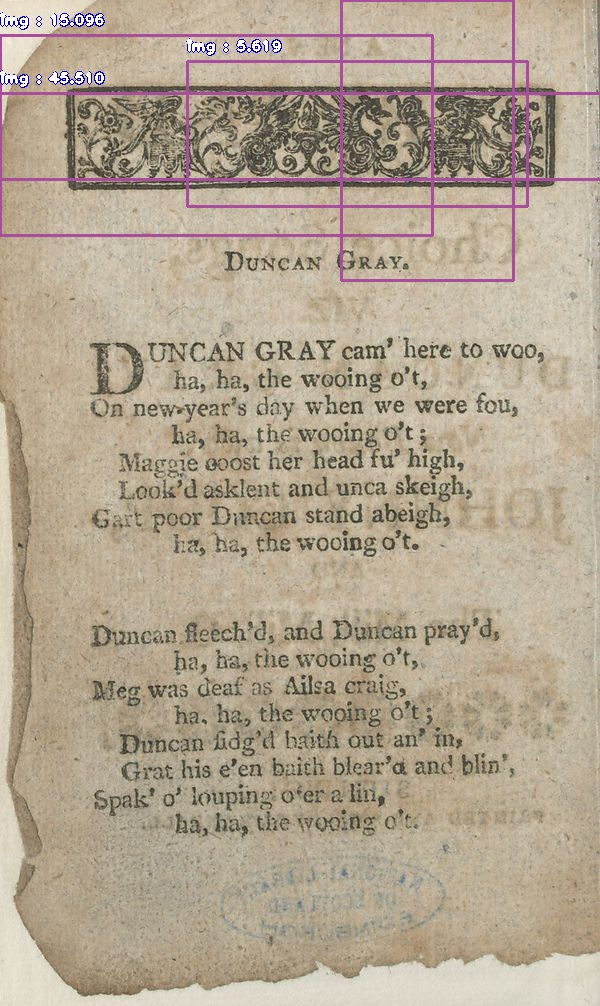 img : 15.096
img : 5.619
img : 45.510
DUNCAN GRAY.
DUNCAN GRAY cam' here to woo,
ha, ha, the wooing o't,
On new-year's day when we were fou,
ha, ha, the wooing o't;
Maggie coost her head fu' high,
Look'd asklent and unca skeigh,
Gart poor Duncan stand abeigh,
ha, ha, the wooing o't.
Duncan fleech'd, and Duncan pray'd,
ha, ha, the wooing o't,
Meg was deaf as Ailsa craig,
ha, ha, the wooing o't;
Duncan sidg'd baith out an' in,
Grat his e'en baith blear'd and blin',
Spak' o' louping o'er a lin,
ha, ha, the wooing o't.